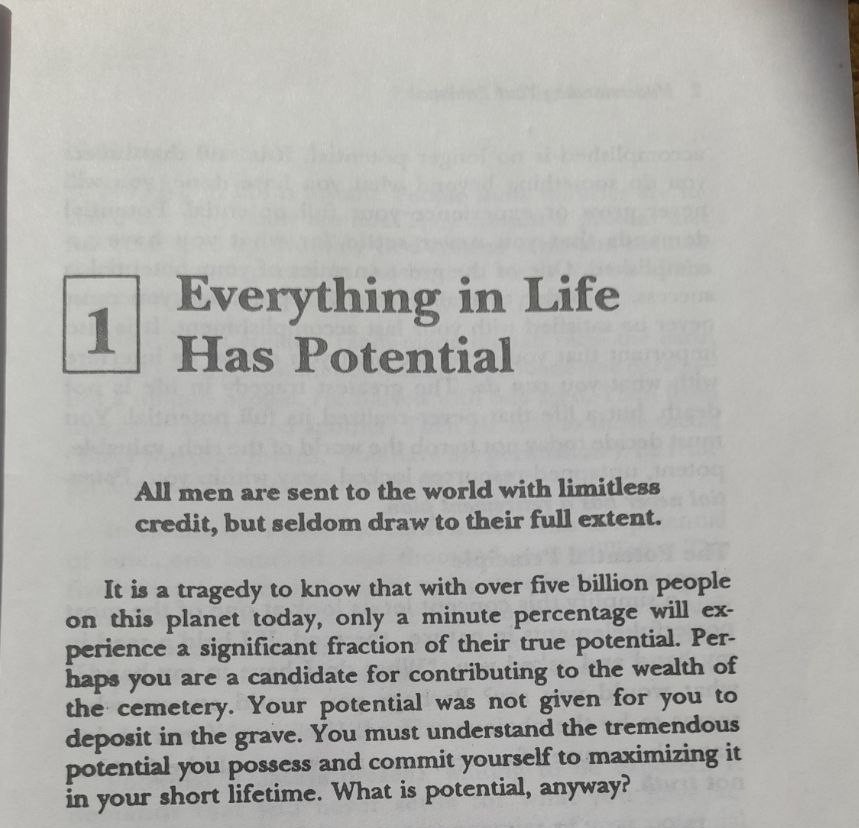 1
Everything in Life
Has Potential
All men are sent to the world with limitless
credit, but seldom draw to their full extent.
It is a tragedy to know that with over five billion people
on this planet today, only a minute percentage will ex-
perience a significant fraction of their true potential. Per-
haps you are a candidate for contributing to the wealth of
the cemetery. Your potential was not given for you to
deposit in the grave. You must understand the tremendous
potential you possess and commit yourself to maximizing it
in your short lifetime. What is potential, anyway?